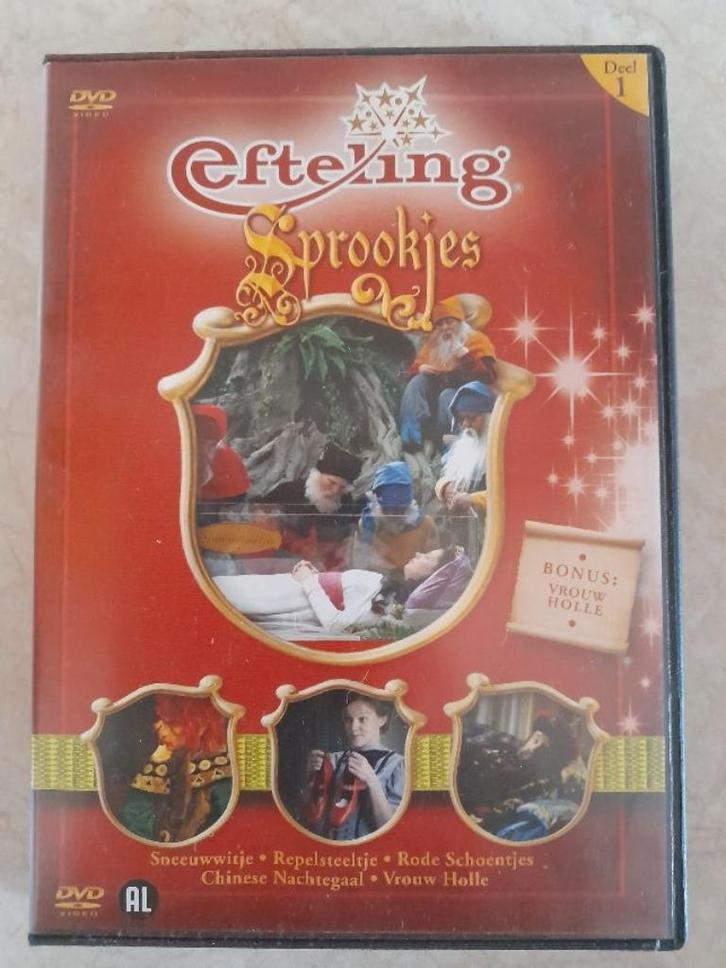 DVD
VIDEO
Deel
1
efteling®
Sprookjes
Sneeuwwitje
BONUS:
VROUW
HOLLE
Sneeuwwitje • Repelsteeltje • Rode Schoentjes
Chinese Nachtegaal • Vrouw Holle
DVD
VIDEO
AL